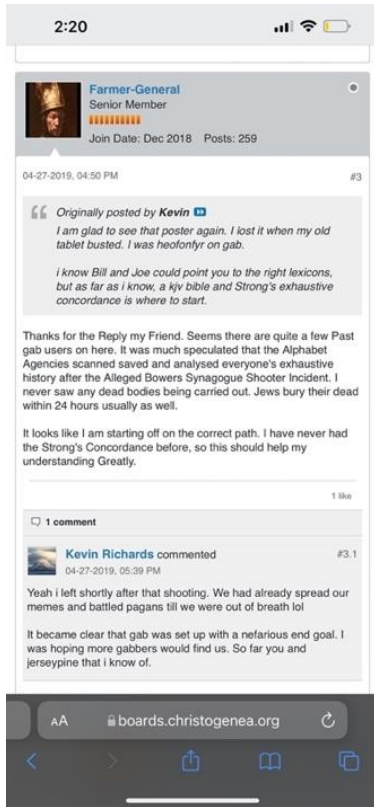 2:20
Farmer-General
Senior Member
Join Date: Dec 2018 Posts: 259
04-27-2019, 04:50 PM
#3
Originally posted by Kevin
I am glad to see that poster again. I lost it when my old
tablet busted. I was heofonfyr on gab.
i know Bill and Joe could point you to the right lexicons,
but as far as i know, a kjv bible and Strong's exhaustive
concordance is where to start.
Thanks for the Reply my Friend. Seems there are quite a few Past
gab users on here. It was much speculated that the Alphabet
Agencies scanned saved and analysed everyone's exhaustive
history after the Alleged Bowers Synagogue Shooter Incident. I
never saw any dead bodies being carried out. Jews bury their dead
within 24 hours usually as well.
It looks like I am starting off on the correct path. I have never had
the Strong's Concordance before, so this should help my
understanding Greatly.
1 like
1 comment
Kevin Richards commented
#3.1
04-27-2019, 05:39 PM
Yeah i left shortly after that shooting. We had already spread our
memes and battled pagans till we were out of breath lol
It became clear that gab was set up with a nefarious end goal. I
was hoping more gabbers would find us. So far you and
jerseypine that i know of.
AA
boards.christogenea.org